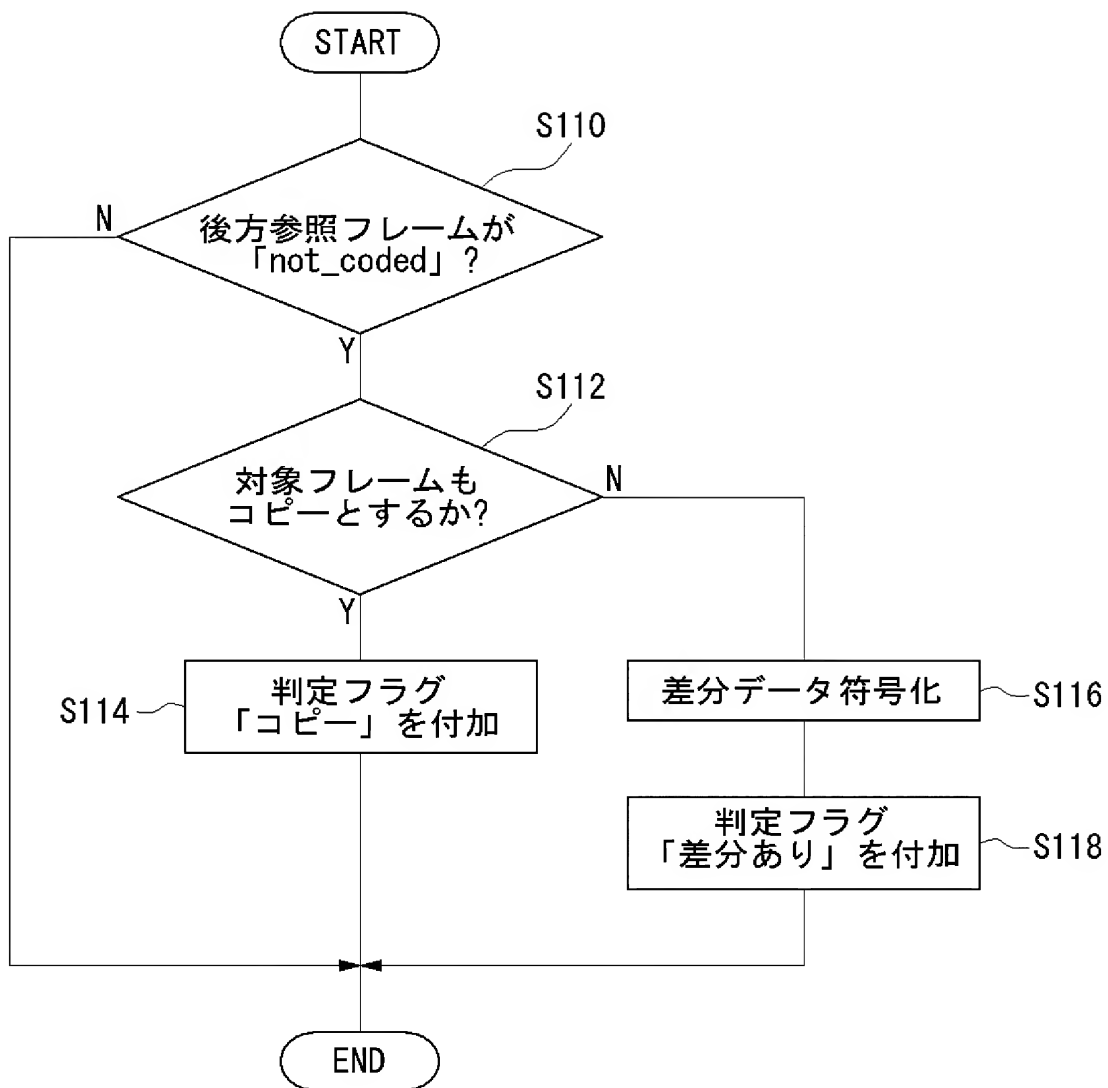 START
S110
N
後方参照フレームが
「not_coded」?
Y
S112
対象フレームも
コピーとするか?
N
Y
S114
判定フラグ
「コピー」を付加
差分データ符号化
S116
判定フラグ
「差分あり」を付加
S118
END